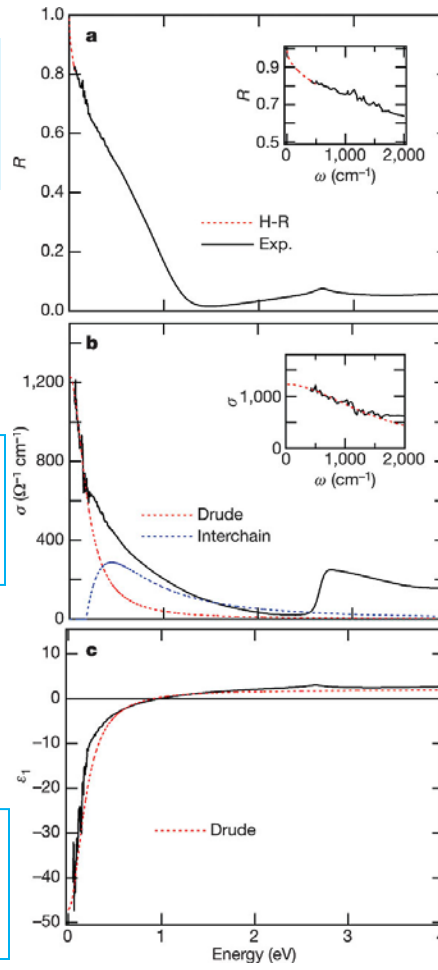 a
1.0
0.8
0.6
0.4
0.2
0.0
R
0.9
0.7
0.5
R
0
1,000
2,000
ω (cm⁻¹)
H-R
Exp.
b
1,200
800
400
0
σ (Ω⁻¹ cm⁻¹)
1,000
0
σ
0
1,000
2,000
ω (cm⁻¹)
Drude
Interchain
c
10
0
−10
−20
−30
−40
−50
ε₁
Drude
0
1
2
3
Energy (eV)